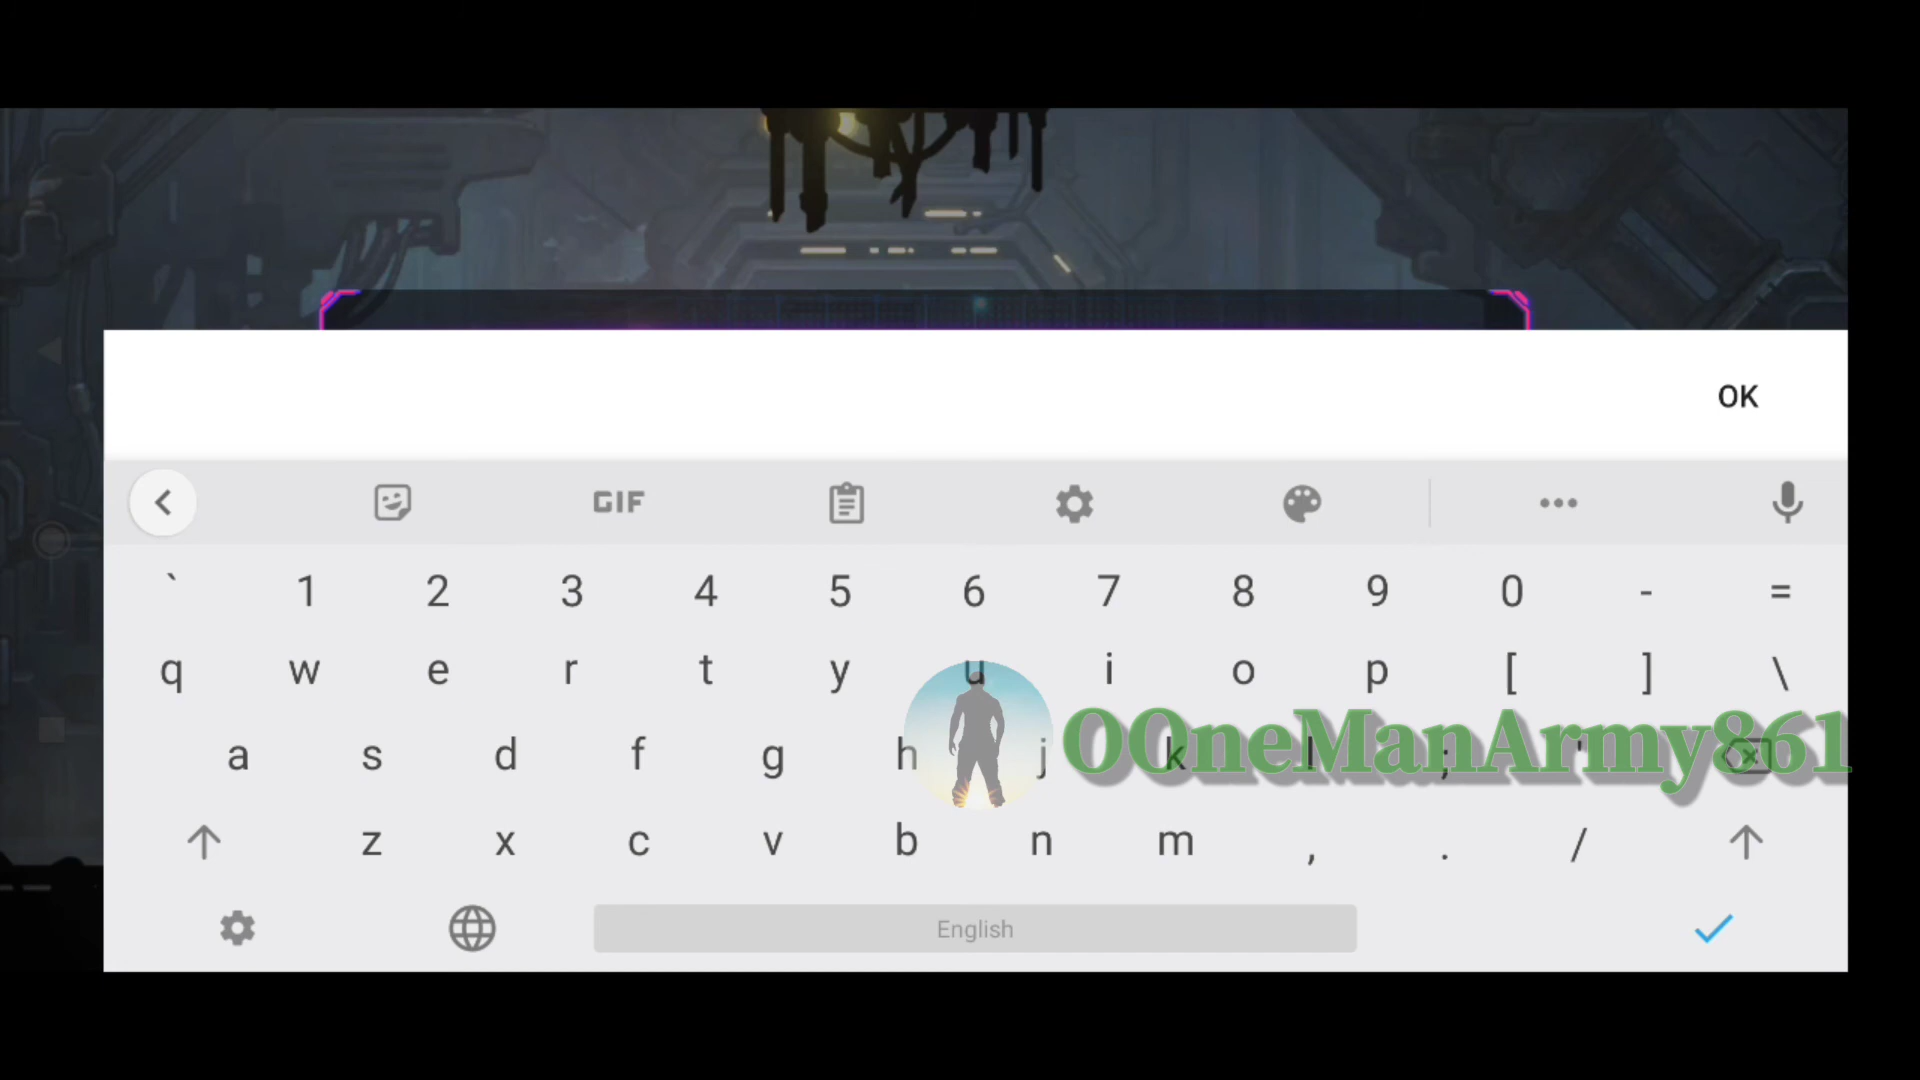 OK
GIF
` 1 2 3 4 5 6 7 8 9 0 - =
q w e r t y u i o p [ ] \
a s d f g h j k l ; '
OOneManArmy861
z x c v b n m , . /
English